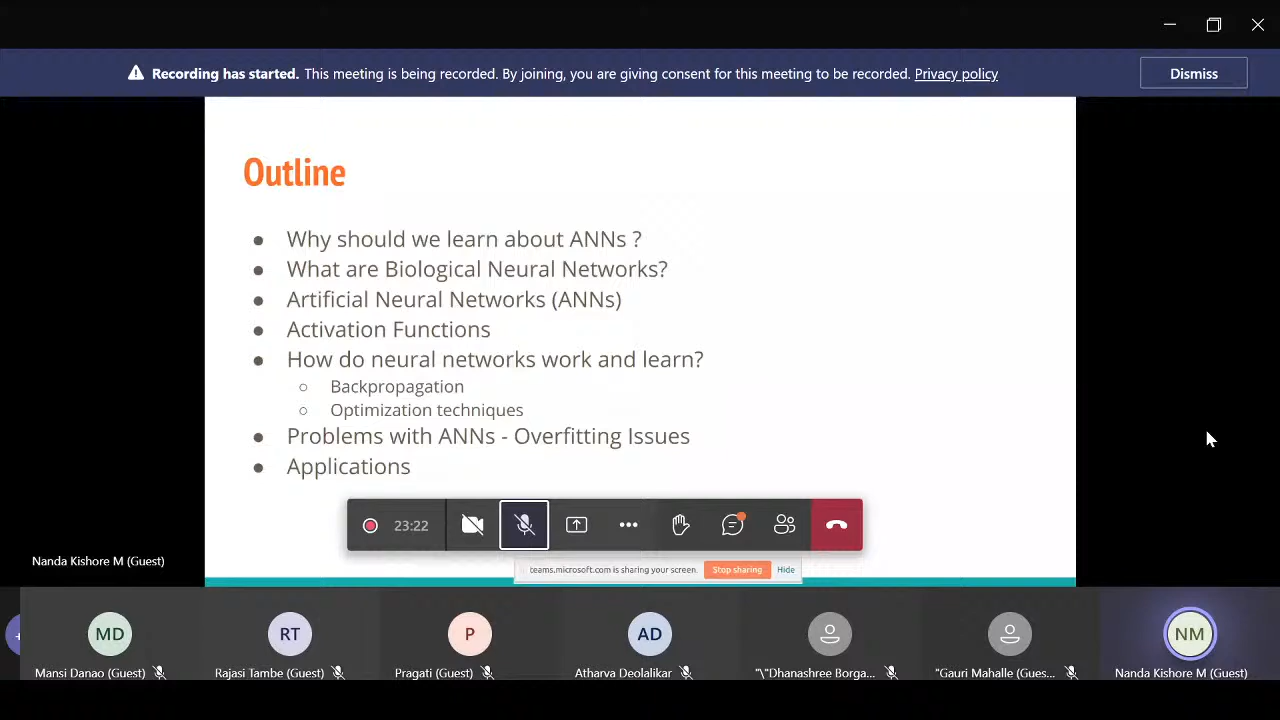 Recording has started. This meeting is being recorded. By joining, you are giving consent for this meeting to be recorded. Privacy policy
Dismiss
Outline
● Why should we learn about ANNs ?
● What are Biological Neural Networks?
● Artificial Neural Networks (ANNs)
● Activation Functions
● How do neural networks work and learn?
○ Backpropagation
○ Optimization techniques
● Problems with ANNs - Overfitting Issues
● Applications
23:22
Nanda Kishore M (Guest)
teams.microsoft.com is sharing your screen. Stop sharing Hide
MD RT P AD NM
Mansi Danao (Guest) Rajasi Tambe (Guest) Pragati (Guest) Atharva Deolalikar "\"Dhanashree Borga... "Gauri Mahalle (Gues... Nanda Kishore M (Guest)